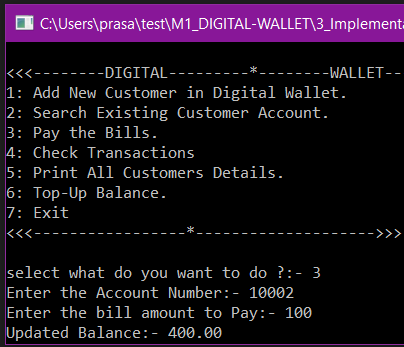 C:\Users\prasa\test\M1_DIGITAL-WALLET\3_Implementa
<<<--------DIGITAL---------*--------WALLET--
1: Add New Customer in Digital Wallet.
2: Search Existing Customer Account.
3: Pay the Bills.
4: Check Transactions
5: Print All Customers Details.
6: Top-Up Balance.
7: Exit
<<<-----------------*-------------------->>>
select what do you want to do ?:- 3
Enter the Account Number:- 10002
Enter the bill amount to Pay:- 100
Updated Balance:- 400.00